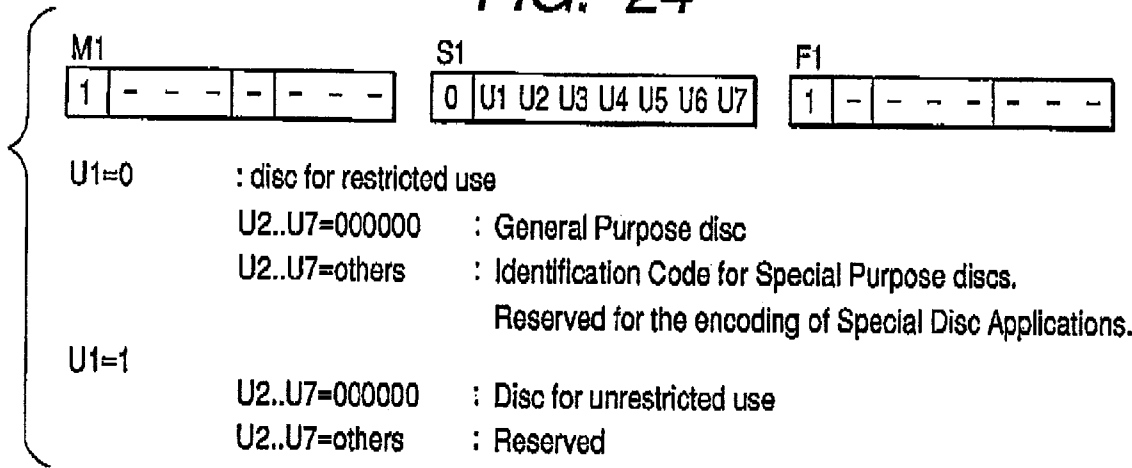 FIG. 24
M1 S1 F1
1 - - - - - - - 0 U1 U2 U3 U4 U5 U6 U7 1 - - - - - - -
U1=0 : disc for restricted use
U2..U7=000000 : General Purpose disc
U2..U7=others : Identification Code for Special Purpose discs.
Reserved for the encoding of Special Disc Applications.
U1=1
U2..U7=000000 : Disc for unrestricted use
U2..U7=others : Reserved